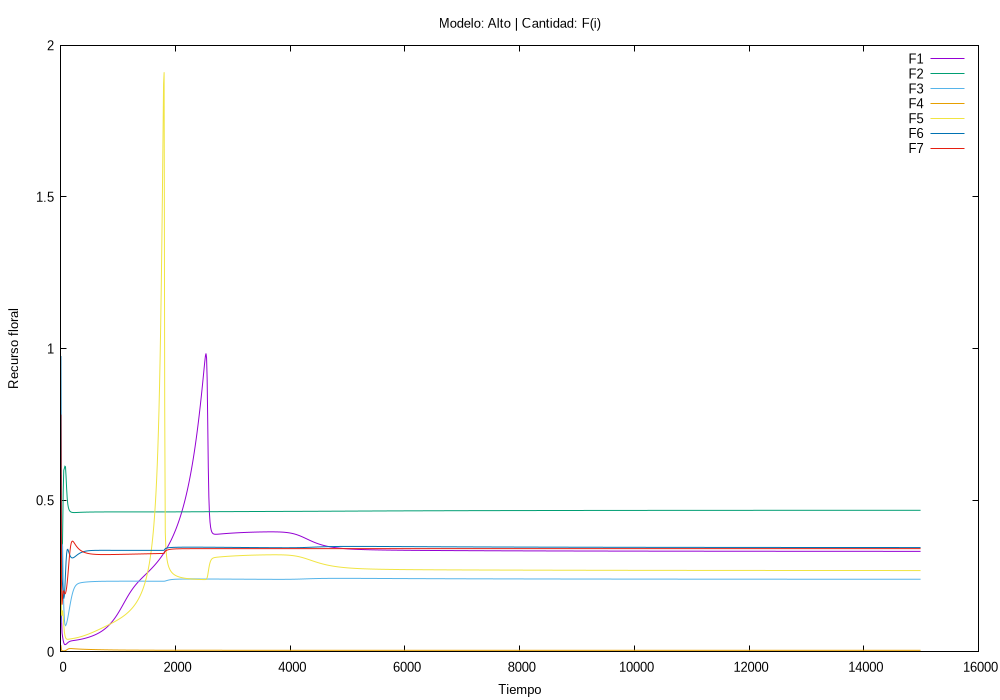 Modelo: Alto | Cantidad: F(i)
2
1.5
1
0.5
0
Recurso floral
F1
F2
F3
F4
F5
F6
F7
0 2000 4000 6000 8000 10000 12000 14000 16000
Tiempo